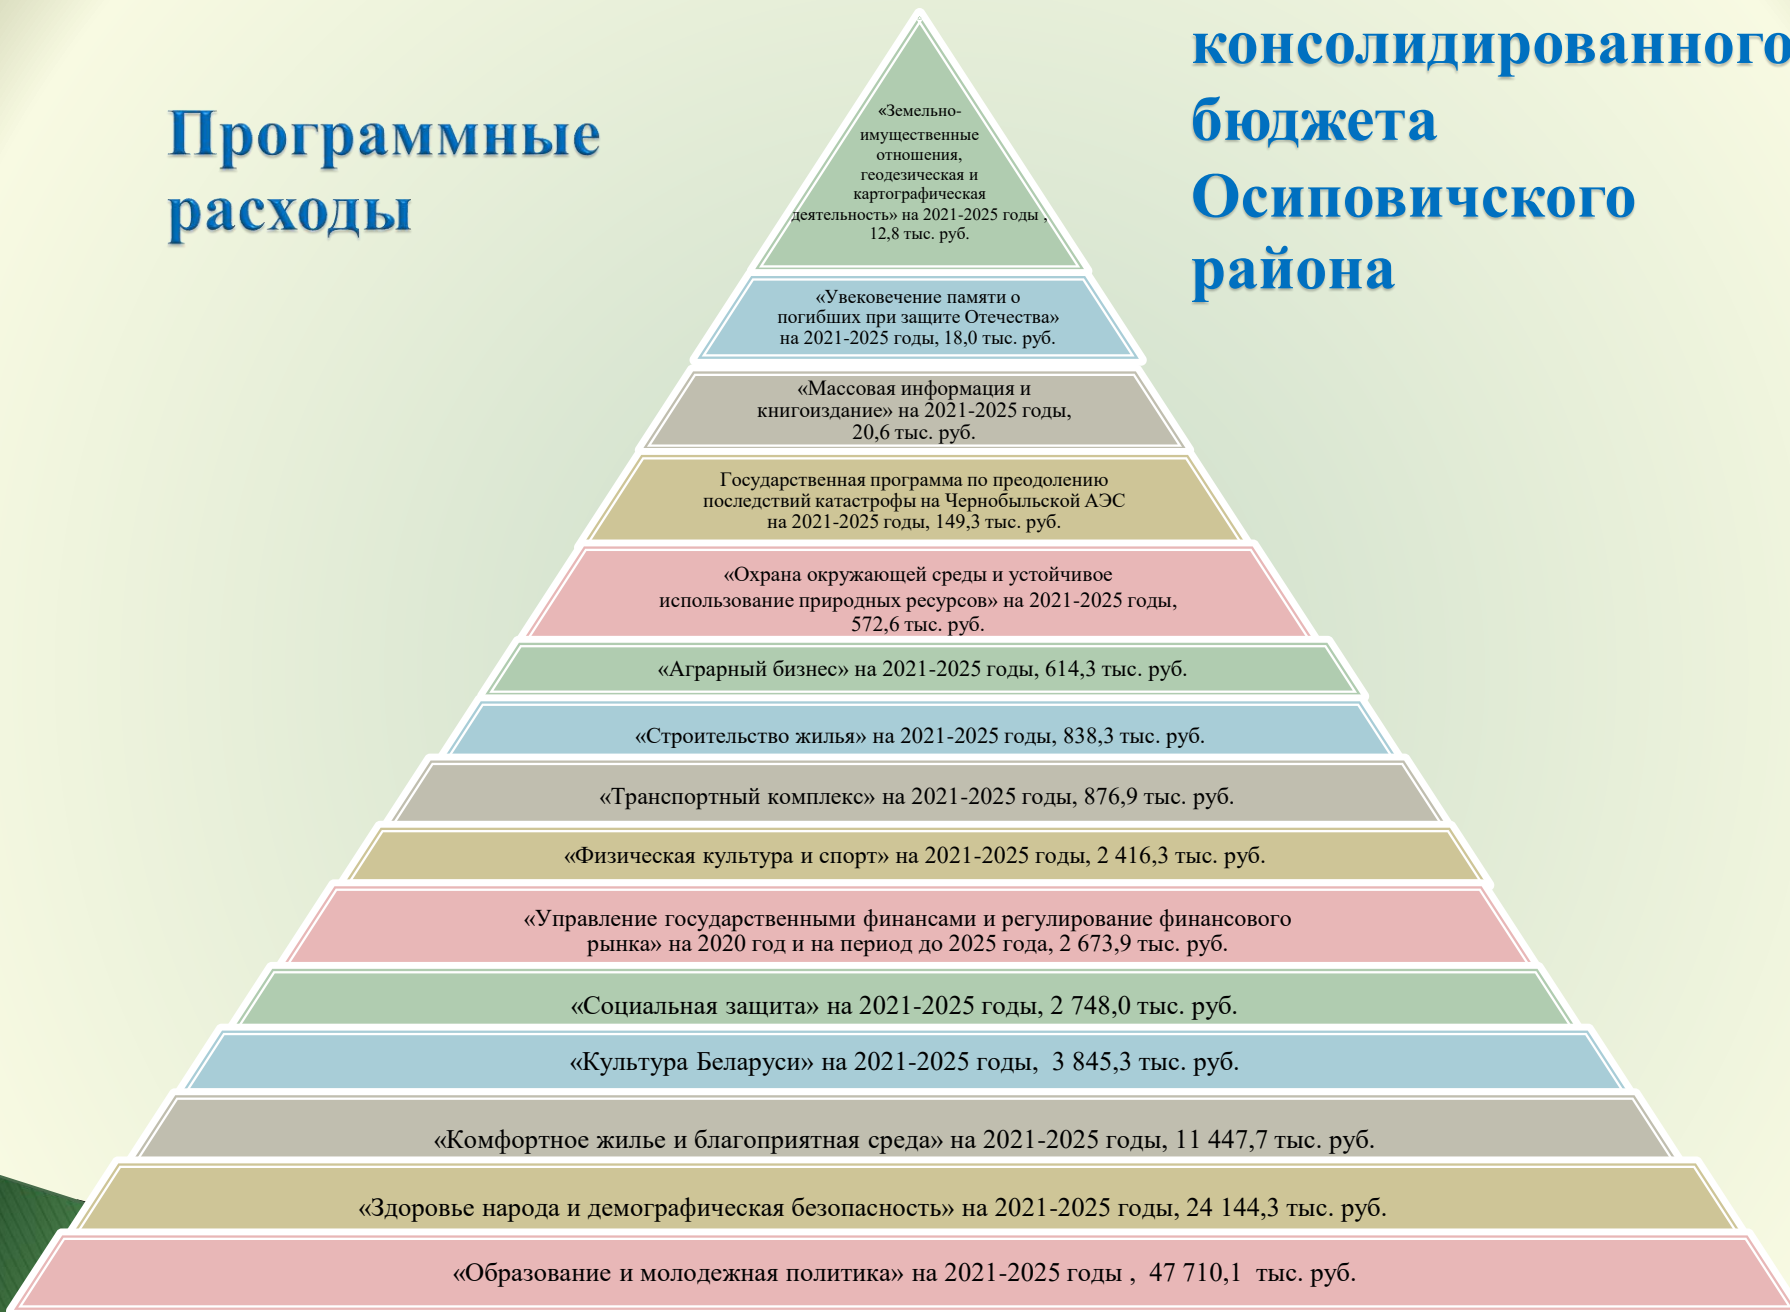 Программные
расходы
консолидированного
бюджета
Осиповичского
района
«Земельно-
имущественные
отношения,
геодезическая и
картографическая
деятельность» на 2021-2025 годы ,
12,8 тыс. руб.
«Увековечение памяти о
погибших при защите Отечества»
на 2021-2025 годы, 18,0 тыс. руб.
«Массовая информация и
книгоиздание» на 2021-2025 годы,
20,6 тыс. руб.
Государственная программа по преодолению
последствий катастрофы на Чернобыльской АЭС
на 2021-2025 годы, 149,3 тыс. руб.
«Охрана окружающей среды и устойчивое
использование природных ресурсов» на 2021-2025 годы,
572,6 тыс. руб.
«Аграрный бизнес» на 2021-2025 годы, 614,3 тыс. руб.
«Строительство жилья» на 2021-2025 годы, 838,3 тыс. руб.
«Транспортный комплекс» на 2021-2025 годы, 876,9 тыс. руб.
«Физическая культура и спорт» на 2021-2025 годы, 2 416,3 тыс. руб.
«Управление государственными финансами и регулирование финансового
рынка» на 2020 год и на период до 2025 года, 2 673,9 тыс. руб.
«Социальная защита» на 2021-2025 годы, 2 748,0 тыс. руб.
«Культура Беларуси» на 2021-2025 годы,  3 845,3 тыс. руб.
«Комфортное жилье и благоприятная среда» на 2021-2025 годы, 11 447,7 тыс. руб.
«Здоровье народа и демографическая безопасность» на 2021-2025 годы, 24 144,3 тыс. руб.
«Образование и молодежная политика» на 2021-2025 годы ,  47 710,1  тыс. руб.